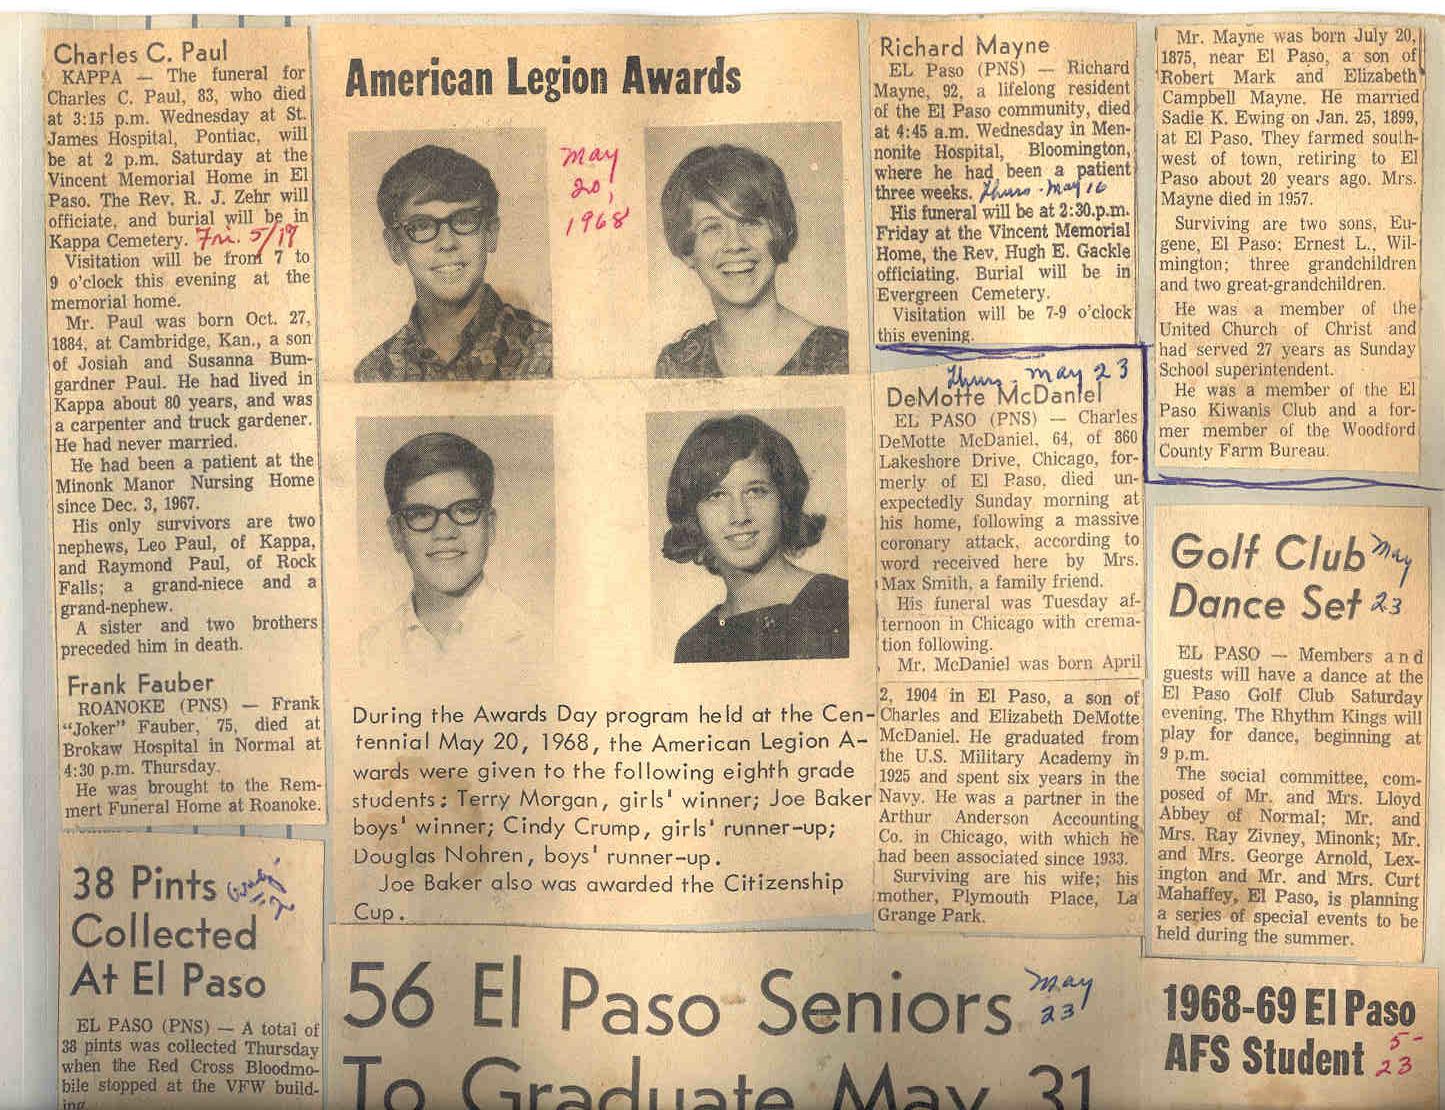 Charles C. Paul
KAPPA — The funeral for
Charles C. Paul, 83, who died
at 3:15 p.m. Wednesday at St.
James Hospital, Pontiac, will
be at 2 p.m. Saturday at the
Vincent Memorial Home in El
Paso. The Rev. R. J. Zehr will
officiate, and burial will be in
Kappa Cemetery. Fri. 5/17
Visitation will be from 7 to
9 o'clock this evening at the
memorial home.
Mr. Paul was born Oct. 27,
1884, at Cambridge, Kan., a son
of Josiah and Susanna Bum-
gardner Paul. He had lived in
Kappa about 80 years, and was
a carpenter and truck gardener.
He had never married.
He had been a patient at the
Minonk Manor Nursing Home
since Dec. 3, 1967.
His only survivors are two
nephews, Leo Paul, of Kappa,
and Raymond Paul, of Rock
Falls; a grand-niece and a
grand-nephew.
A sister and two brothers
preceded him in death.
Frank Fauber
ROANOKE (PNS) — Frank
"Joker" Fauber, 75, died at
Brokaw Hospital in Normal at
4:30 p.m. Thursday.
He was brought to the Rem-
mert Funeral Home at Roanoke.
38 Pints
Collected
At El Paso
EL PASO (PNS) — A total of
38 pints was collected Thursday
when the Red Cross Bloodmo-
bile stopped at the VFW build-
ing
American Legion Awards
May
20,
1968
During the Awards Day program held at the Cen-
tennial May 20, 1968, the American Legion A-
wards were given to the following eighth grade
students: Terry Morgan, girls' winner; Joe Baker
boys' winner; Cindy Crump, girls' runner-up;
Douglas Nohren, boys' runner-up.
Joe Baker also was awarded the Citizenship
Cup.
56 El Paso Seniors
May
23
To Graduate May 31
Richard Mayne
EL Paso (PNS) — Richard
Mayne, 92, a lifelong resident
of the El Paso community, died
at 4:45 a.m. Wednesday in Men-
nonite Hospital, Bloomington,
where he had been a patient
three weeks. Thurs - May 16
His funeral will be at 2:30.p.m.
Friday at the Vincent Memorial
Home, the Rev. Hugh E. Gackle
officiating. Burial will be in
Evergreen Cemetery.
Visitation will be 7-9 o'clock
this evening.
Mr. Mayne was born July 20,
1875, near El Paso, a son of
Robert Mark and Elizabeth
Campbell Mayne. He married
Sadie K. Ewing on Jan. 25, 1899,
at El Paso. They farmed south-
west of town, retiring to El
Paso about 20 years ago. Mrs.
Mayne died in 1957.
Surviving are two sons, Eu-
gene, El Paso; Ernest L., Wil-
mington; three grandchildren
and two great-grandchildren.
He was a member of the
United Church of Christ and
had served 27 years as Sunday
School superintendent.
He was a member of the El
Paso Kiwanis Club and a for-
mer member of the Woodford
County Farm Bureau.
Thurs. May 23
DeMotte McDaniel
EL PASO (PNS) — Charles
DeMotte McDaniel, 64, of 860
Lakeshore Drive, Chicago, for-
merly of El Paso, died un-
expectedly Sunday morning at
his home, following a massive
coronary attack, according to
word received here by Mrs.
Max Smith, a family friend.
His funeral was Tuesday af-
ternoon in Chicago with crema-
tion following.
Mr. McDaniel was born April
2, 1904 in El Paso, a son of
Charles and Elizabeth DeMotte
McDaniel. He graduated from
the U.S. Military Academy in
1925 and spent six years in the
Navy. He was a partner in the
Arthur Anderson Accounting
Co. in Chicago, with which he
had been associated since 1933.
Surviving are his wife; his
mother, Plymouth Place, La
Grange Park.
Golf Club
Dance Set
May
23
EL PASO — Members and
guests will have a dance at the
El Paso Golf Club Saturday
evening. The Rhythm Kings will
play for dance, beginning at
9 p.m.
The social committee, com-
posed of Mr. and Mrs. Lloyd
Abbey of Normal; Mr. and
Mrs. Ray Zivney, Minonk; Mr.
and Mrs. George Arnold, Lex-
ington and Mr. and Mrs. Curt
Mahaffey, El Paso, is planning
a series of special events to be
held during the summer.
1968-69 El Paso
AFS Student
5-
23